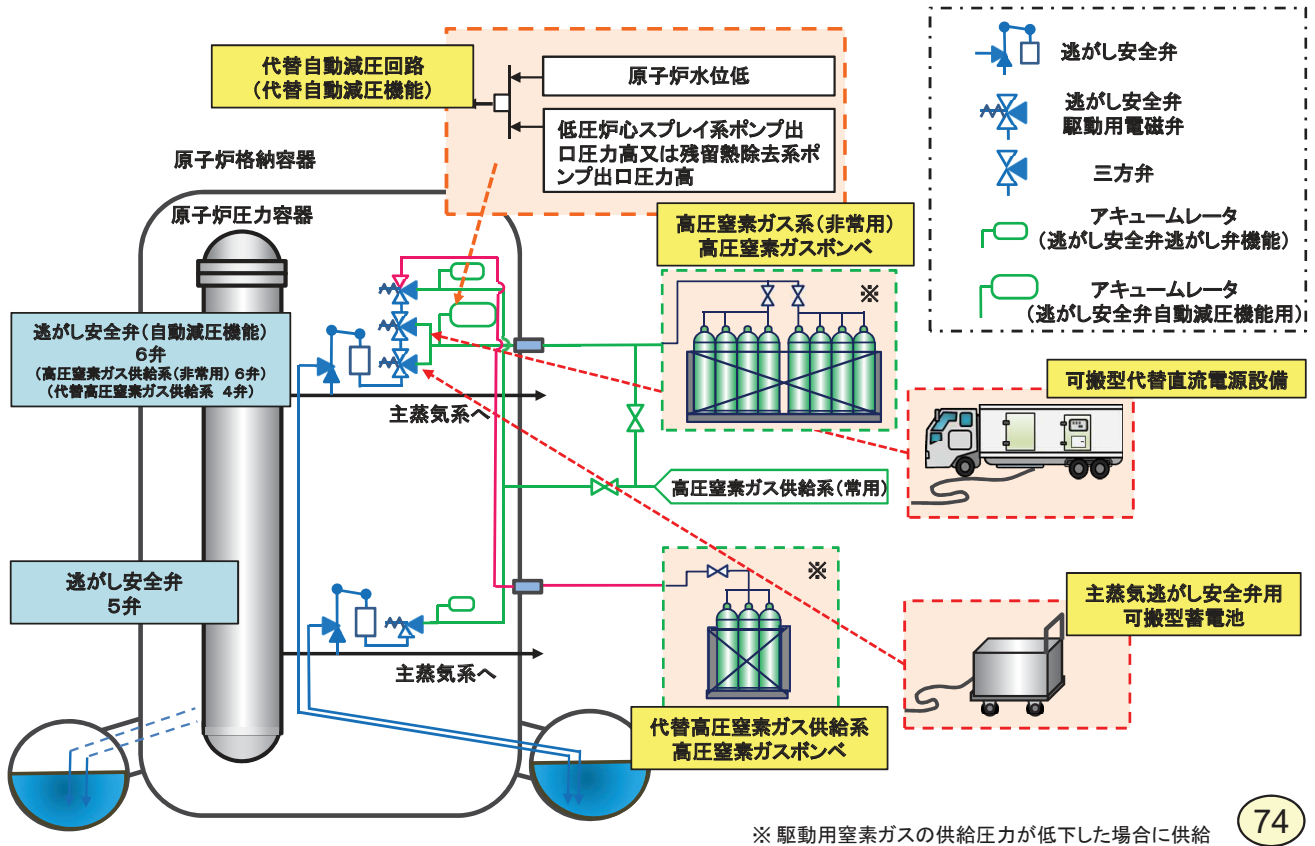 代替自動減圧回路
(代替自動減圧機能)
原子炉水位低
低圧炉心スプレイ系ポンプ出
口圧力高又は残留熱除去系ポ
ンプ出口圧力高
逃がし安全弁
逃がし安全弁
駆動用電磁弁
三方弁
アキュームレータ
(逃がし安全弁逃がし弁機能)
アキュームレータ
(逃がし安全弁自動減圧機能用)
原子炉格納容器
原子炉圧力容器
高圧窒素ガス系(非常用)
高圧窒素ガスボンベ
※
逃がし安全弁(自動減圧機能)
6弁
(高圧窒素ガス供給系(非常用) 6弁)
(代替高圧窒素ガス供給系 4弁)
主蒸気系へ
可搬型代替直流電源設備
高圧窒素ガス供給系(常用)
逃がし安全弁
5弁
※
主蒸気系へ
主蒸気逃がし安全弁用
可搬型蓄電池
代替高圧窒素ガス供給系
高圧窒素ガスボンベ
※ 駆動用窒素ガスの供給圧力が低下した場合に供給
74